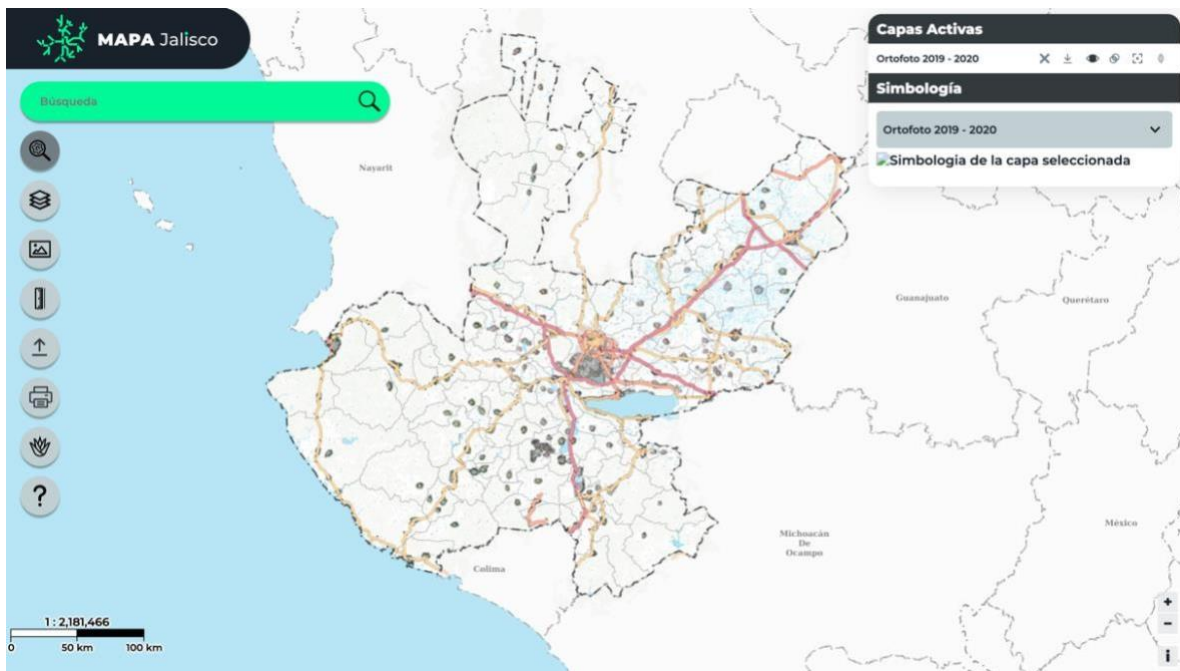 MAPA Jalisco
Búsqueda
Capas Activas
Ortofoto 2019 - 2020
Simbología
Ortofoto 2019 - 2020
Simbologia de la capa seleccionada
Nayarit
Guanajuato
Querétaro
México
Michoacán
De
Ocampo
Colima
?
1 : 2,181,466
0 50 km 100 km
+
-
i